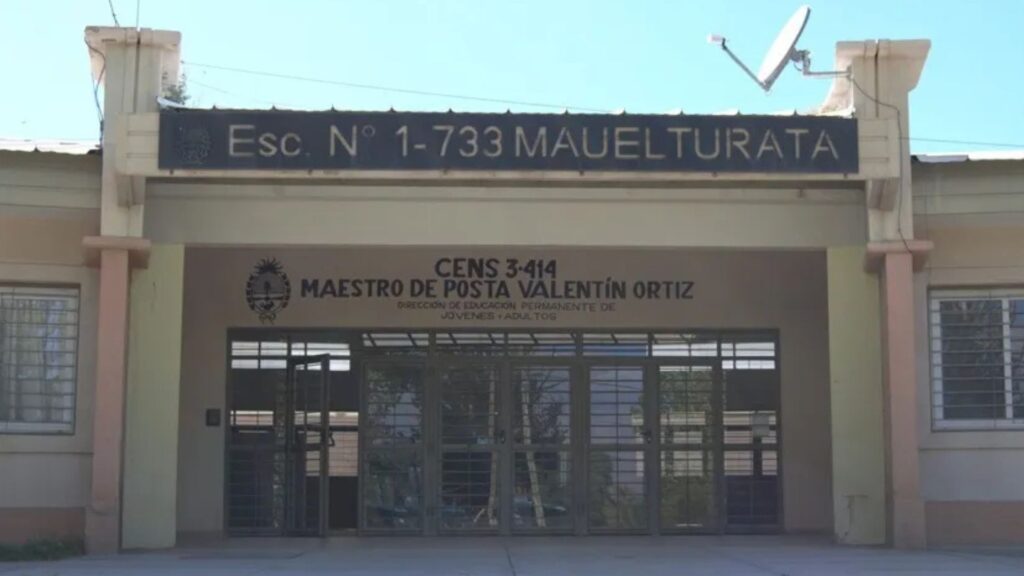 Esc. N° 1-733 MAUELTURATA
CENS 3-414
MAESTRO DE POSTA VALENTÍN ORTIZ
DIRECCIÓN DE EDUCACIÓN PERMANENTE DE
JÓVENES Y ADULTOS